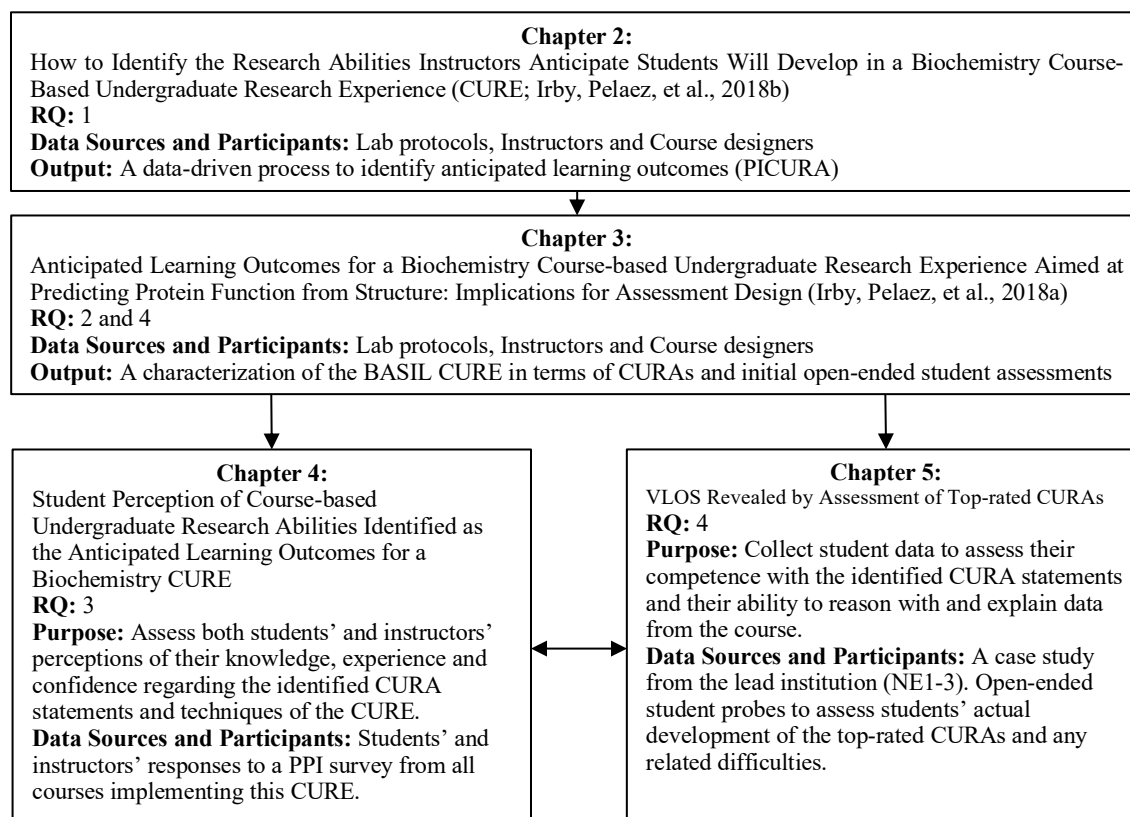 Chapter 2:
How to Identify the Research Abilities Instructors Anticipate Students Will Develop in a Biochemistry Course-
Based Undergraduate Research Experience (CURE; Irby, Pelaez, et al., 2018b)
RQ: 1
Data Sources and Participants: Lab protocols, Instructors and Course designers
Output: A data-driven process to identify anticipated learning outcomes (PICURA)
Chapter 3:
Anticipated Learning Outcomes for a Biochemistry Course-based Undergraduate Research Experience Aimed at
Predicting Protein Function from Structure: Implications for Assessment Design (Irby, Pelaez, et al., 2018a)
RQ: 2 and 4
Data Sources and Participants: Lab protocols, Instructors and Course designers
Output: A characterization of the BASIL CURE in terms of CURAs and initial open-ended student assessments
Chapter 4:
Student Perception of Course-based
Undergraduate Research Abilities Identified as
the Anticipated Learning Outcomes for a
Biochemistry CURE
RQ: 3
Purpose: Assess both students' and instructors'
perceptions of their knowledge, experience and
confidence regarding the identified CURA
statements and techniques of the CURE.
Data Sources and Participants: Students' and
instructors' responses to a PPI survey from all
courses implementing this CURE.
Chapter 5:
VLOS Revealed by Assessment of Top-rated CURAs
RQ: 4
Purpose: Collect student data to assess their
competence with the identified CURA statements
and their ability to reason with and explain data
from the course.
Data Sources and Participants: A case study
from the lead institution (NE1-3). Open-ended
student probes to assess students' actual
development of the top-rated CURAs and any
related difficulties.